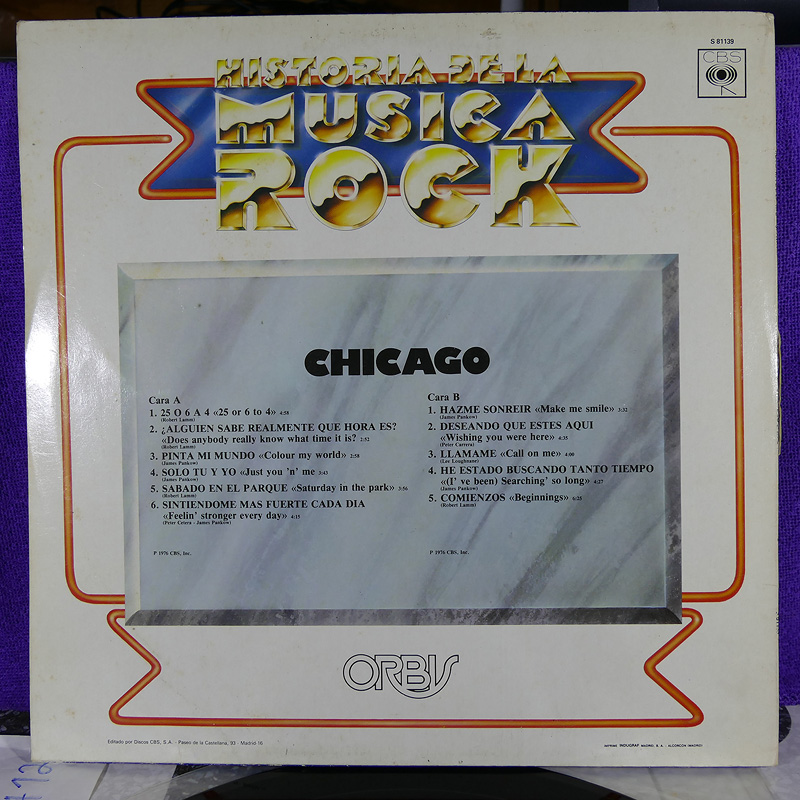 S 81139
CBS
HISTORIA DE LA
MUSICA
ROCK
CHICAGO
Cara A
1. 25 O 6 A 4 «25 or 6 to 4» 4:58
(Robert Lamm)
2. ¿ALGUIEN SABE REALMENTE QUE HORA ES?
«Does anybody really know what time it is? 2:52
(Robert Lamm)
3. PINTA MI MUNDO «Colour my world» 2:58
(James Pankow)
4. SOLO TU Y YO «Just you 'n' me 3:43
(James Pankow)
5. SABADO EN EL PARQUE «Saturday in the park» 3:56
(Robert Lamm)
6. SINTIENDOME MAS FUERTE CADA DIA
«Feelin' stronger every day» 4:15
(Peter Cetera - James Pankow)
P 1976 CBS, Inc.
Cara B
1. HAZME SONREIR «Make me smile» 3:32
(James Pankow)
2. DESEANDO QUE ESTES AQUI
«Wishing you were here» 4:35
(Peter Carrera)
3. LLAMAME «Call on me» 4:00
(Lee Loughnane)
4. HE ESTADO BUSCANDO TANTO TIEMPO
«(I' ve been) Searching' so long» 4:27
(James Pankow)
5. COMIENZOS «Beginnings» 6:25
(Robert Lamm)
P 1976 CBS, Inc.
ORBIS
Editado por Discos CBS, S.A. - Paseo de la Castellana, 93 - Madrid 16
IMPRIME INDUGRAF MADRID, S. A. - ALCORCON (MADRID)